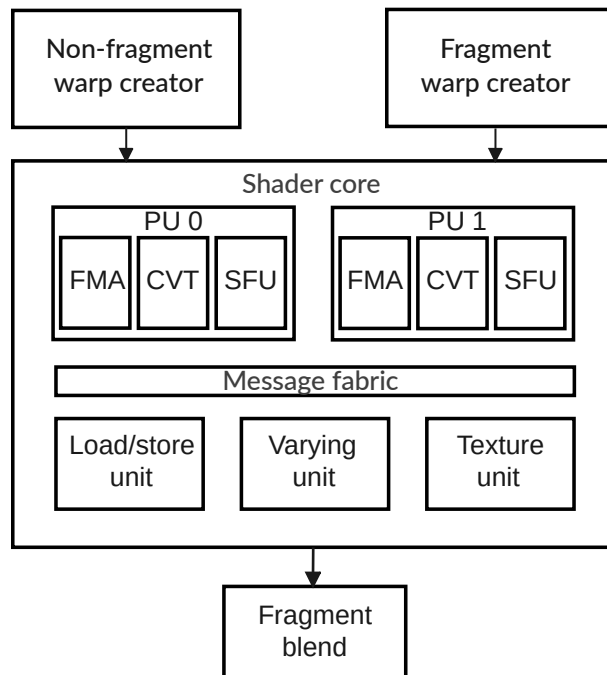 Non-fragment
warp creator
Fragment
warp creator
Shader core
PU 0
FMA CVT SFU
PU 1
FMA CVT SFU
Message fabric
Load/store
unit
Varying
unit
Texture
unit
Fragment
blend